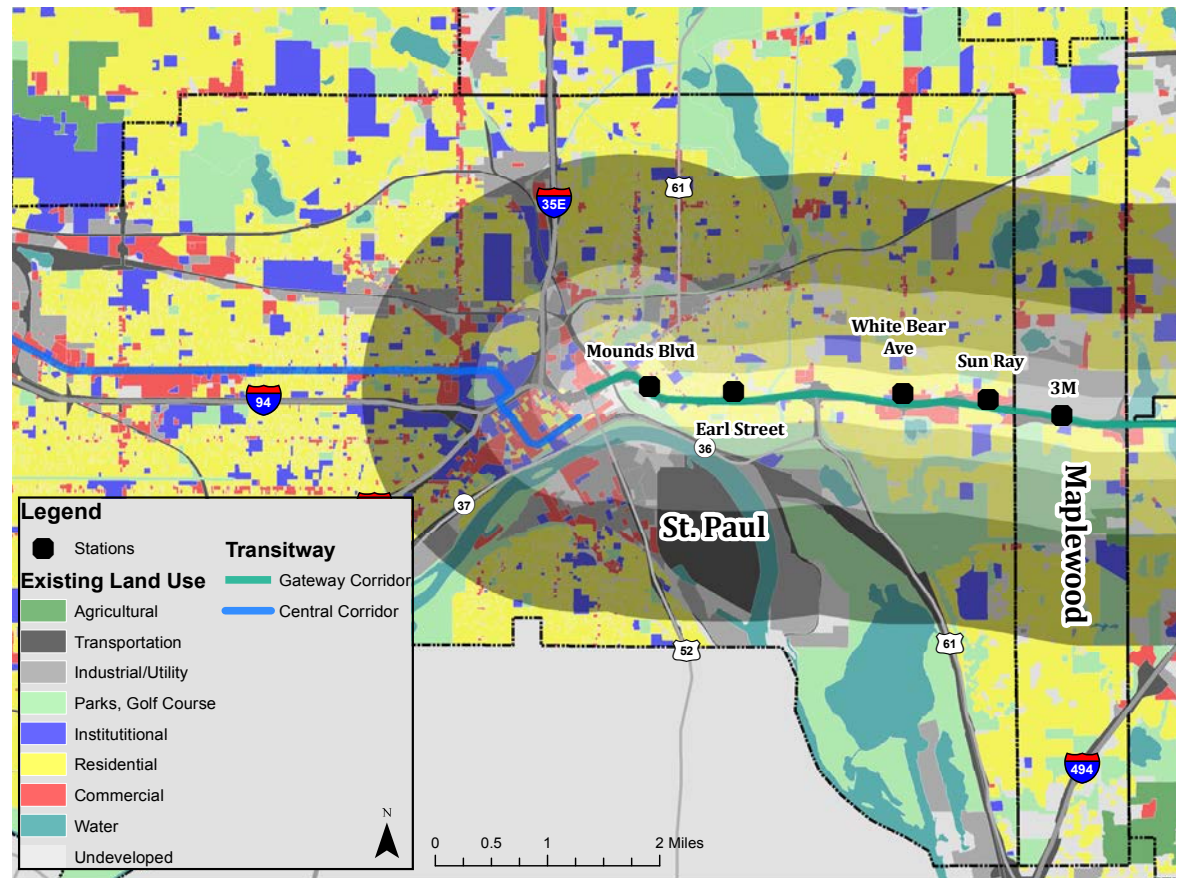 35E
61
White Bear
Ave
Mounds Blvd
Sun Ray
3M
94
Earl Street
36
37
St. Paul
Maplewood
61
52
494
Legend
Stations
Transitway
Existing Land Use
Gateway Corridor
Central Corridor
Agricultural
Transportation
Industrial/Utility
Parks, Golf Course
Institutitional
Residential
Commercial
Water
Undeveloped
N
0 0.5 1 2 Miles